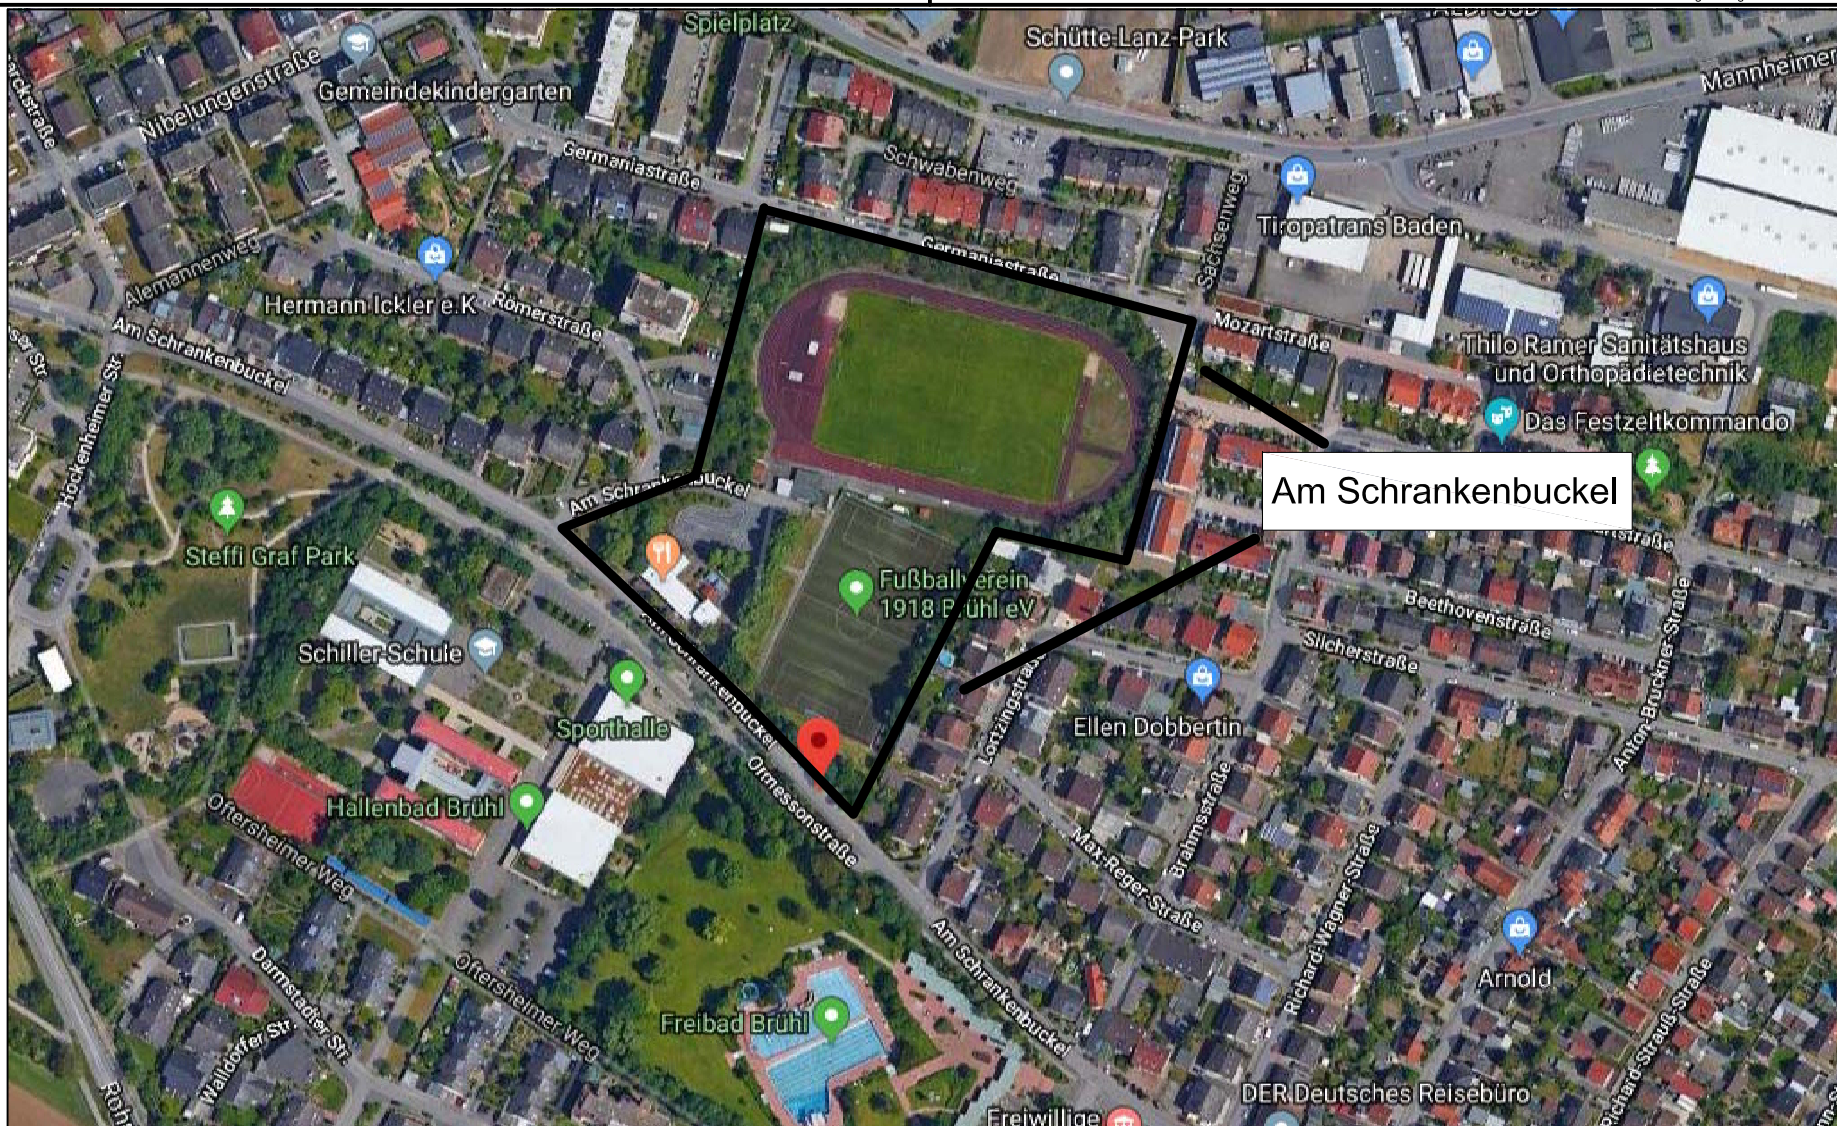 Spielplatz
Schütte-Lanz-Park
Mannheimer
Nibelungenstraße
Gemeindekindergarten
Germaniastraße
Schwabenweg
Sachsenweg
Tiropatrans Baden
Alemannenweg
Hermann Ickler e.K
Römerstraße
Germaniastraße
Mozartstraße
Am Schrankenbuckel
Thilo Ramer Sanitätshaus
und Orthopädietechnik
Das Festzeltkommando
Hockenheimer Str.
Am Schrankenbuckel
Am Schrankenbuckel
Steffi Graf Park
Fußballverein
1918 Brühl eV
Beethovenstraße
Silcherstraße
Schiller-Schule
Am Schrankenbuckel
Sporthalle
Lortzingstraße
Ellen Dobbertin
Anton-Bruckner-Straße
Ormessonstraße
Hallenbad Brühl
Oftersheimer Weg
Max-Reger-Straße
Brahmsstraße
Richard-Wagner-Straße
Am Schrankenbuckel
Arnold
Darmstädter Str.
Oftersheimer Weg
Freibad Brühl
Walldorfer Str.
Richard-Strauß-Straße
DER Deutsches Reisebüro
Freiwillige